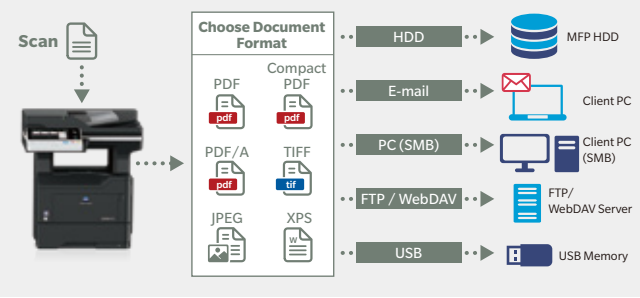 Scan
Choose Document
Format
PDF
Compact
PDF
pdf
pdf
PDF/A
TIFF
pdf
tif
JPEG
XPS
W
HDD
MFP HDD
E-mail
Client PC
PC (SMB)
Client PC
(SMB)
FTP / WebDAV
FTP/
WebDAV Server
USB
USB Memory